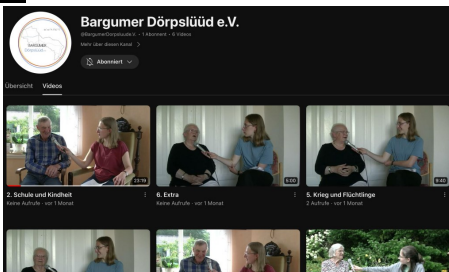 Bargumer Dörpslüüd e.V.
@BargumerDoerpsluude.V. · 1 Abonnent · 6 Videos
Mehr über diesen Kanal >
Abonniert
Übersicht Videos
23:19 5:00 9:40
2. Schule und Kindheit 6. Extra 5. Krieg und Flüchtlinge
Keine Aufrufe · vor 1 Monat Keine Aufrufe · vor 1 Monat 2 Aufrufe · vor 1 Monat